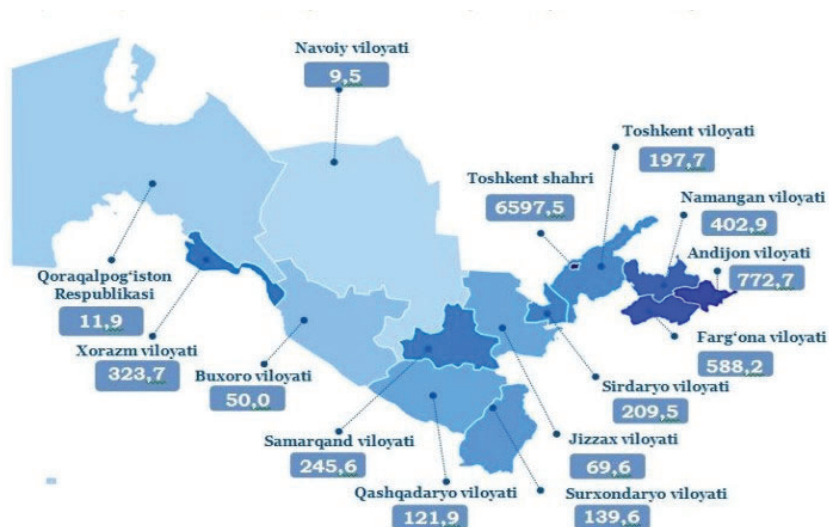 Navoiy viloyati
9,5
Toshkent viloyati
197,7
Toshkent shahri
6597,5
Namangan viloyati
402,9
Andijon viloyati
772,7
Qoraqalpog‘iston
Respublikasi
11,9
Xorazm viloyati
323,7
Buxoro viloyati
50,0
Farg‘ona viloyati
588,2
Sirdaryo viloyati
209,5
Samarqand viloyati
245,6
Jizzax viloyati
69,6
Qashqadaryo viloyati
121,9
Surxondaryo viloyati
139,6